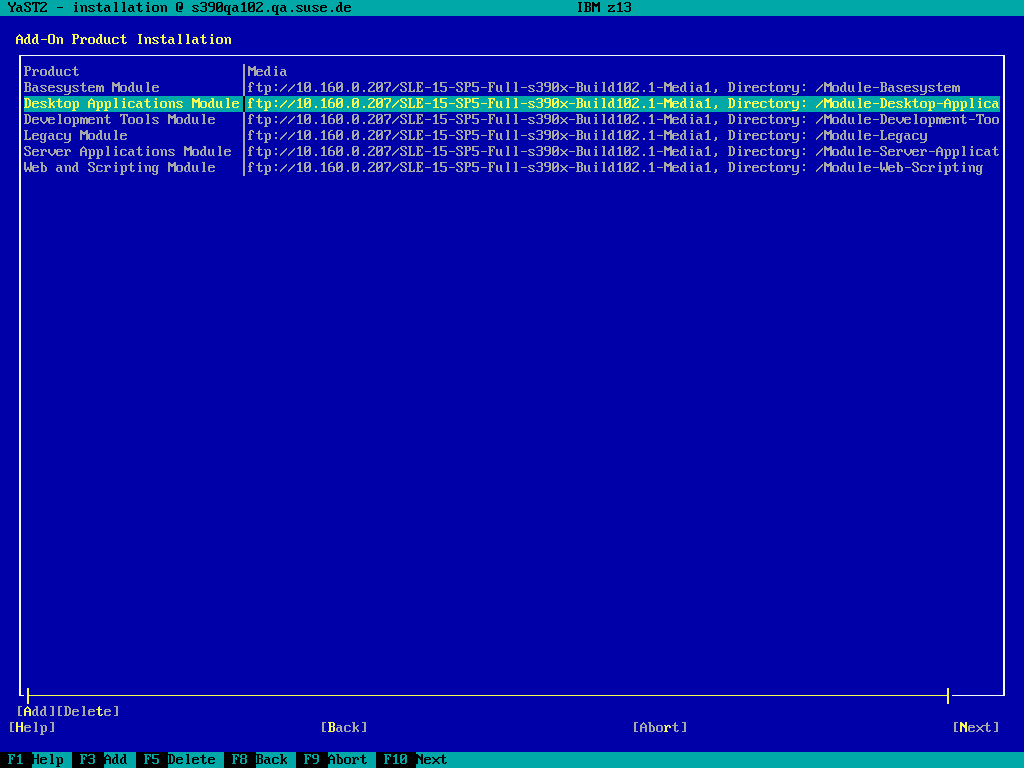 YaST2 - installation @ s390qa102.qa.suse.de IBM z13
Add-On Product Installation
Product |Media
Basesystem Module |ftp://10.160.0.207/SLE-15-SP5-Full-s390x-Build102.1-Media1, Directory: /Module-Basesystem
Desktop Applications Module|ftp://10.160.0.207/SLE-15-SP5-Full-s390x-Build102.1-Media1, Directory: /Module-Desktop-Applica
Development Tools Module |ftp://10.160.0.207/SLE-15-SP5-Full-s390x-Build102.1-Media1, Directory: /Module-Development-Too
Legacy Module |ftp://10.160.0.207/SLE-15-SP5-Full-s390x-Build102.1-Media1, Directory: /Module-Legacy
Server Applications Module |ftp://10.160.0.207/SLE-15-SP5-Full-s390x-Build102.1-Media1, Directory: /Module-Server-Applicat
Web and Scripting Module |ftp://10.160.0.207/SLE-15-SP5-Full-s390x-Build102.1-Media1, Directory: /Module-Web-Scripting
[Add][Delete]
[Help] [Back] [Abort] [Next]
F1 Help F3 Add F5 Delete F8 Back F9 Abort F10 Next